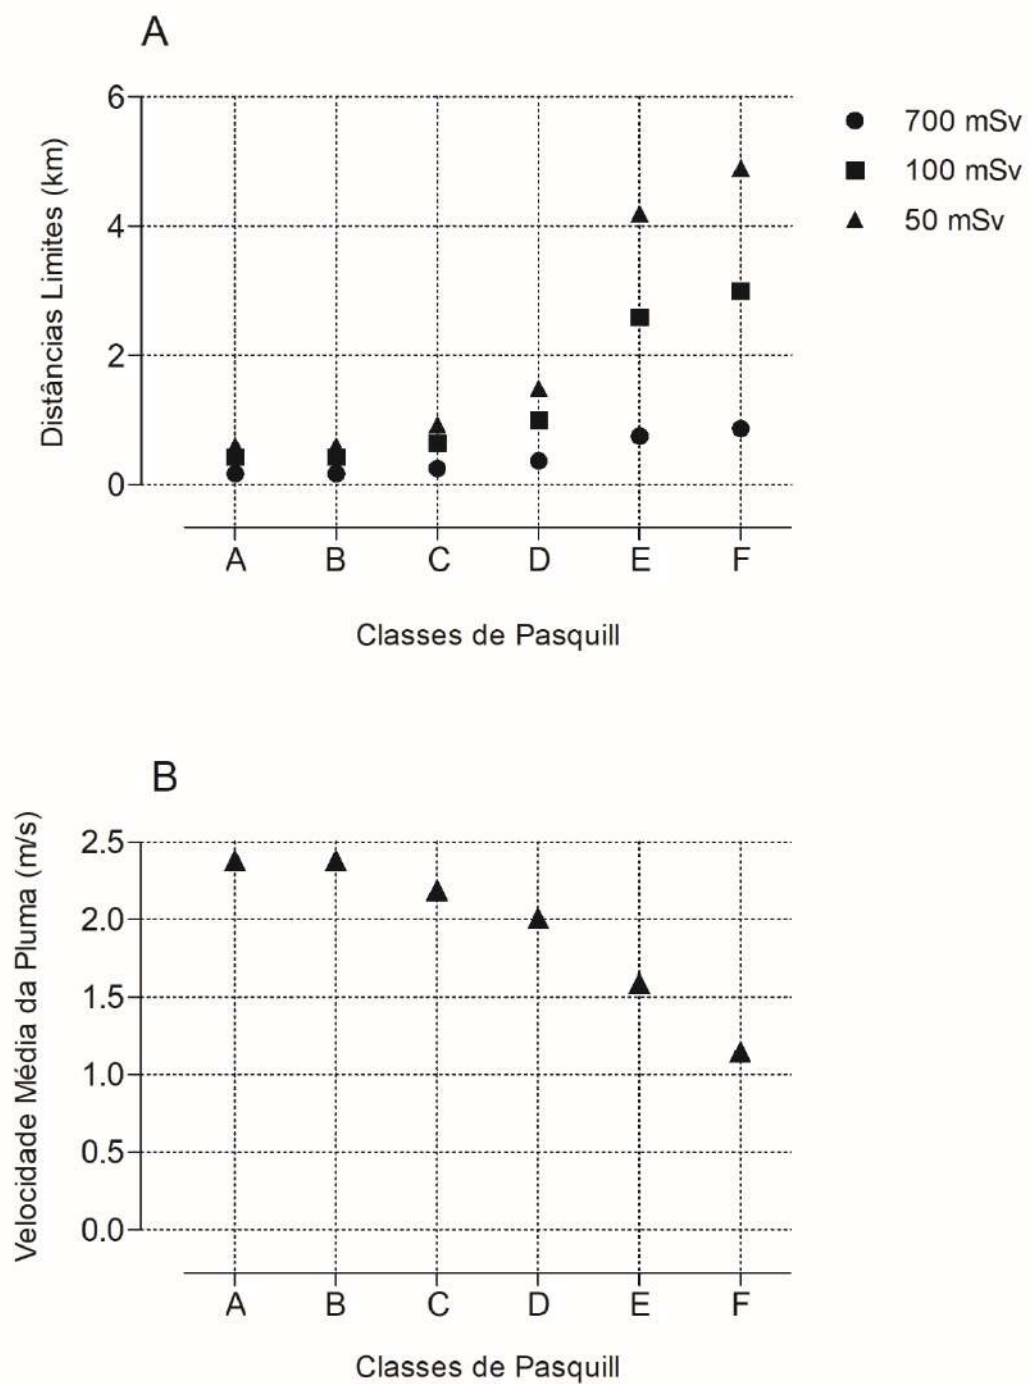 A
Distâncias Limites (km)
6
4
2
0
A B C D E F
Classes de Pasquill
700 mSv
100 mSv
50 mSv
B
Velocidade Média da Pluma (m/s)
2.5
2.0
1.5
1.0
0.5
0.0
A B C D E F
Classes de Pasquill